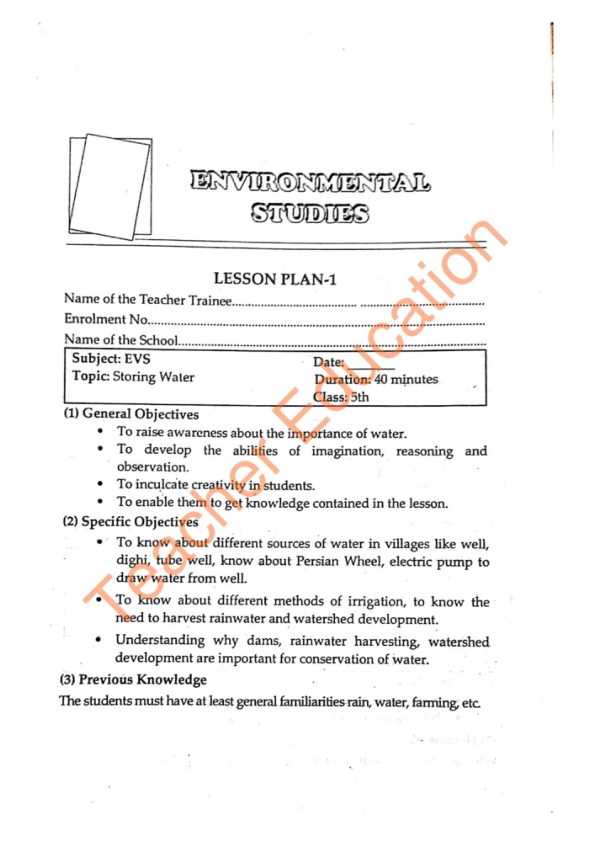 ENVIRONMENTAL
STUDIES
LESSON PLAN-1
Name of the Teacher Trainee.................................... ....................................
Enrolment No....................................................................................................
Name of the School...........................................................................................
Subject: EVS
Topic: Storing Water
Date: _______
Duration: 40 minutes
Class: 5th
(1) General Objectives
• To raise awareness about the importance of water.
• To develop the abilities of imagination, reasoning and
observation.
• To inculcate creativity in students.
• To enable them to get knowledge contained in the lesson.
(2) Specific Objectives
• To know about different sources of water in villages like well,
dighi, tube well, know about Persian Wheel, electric pump to
draw water from well.
• To know about different methods of irrigation, to know the
need to harvest rainwater and watershed development.
• Understanding why dams, rainwater harvesting, watershed
development are important for conservation of water.
(3) Previous Knowledge
The students must have at least general familiarities rain, water, farming, etc.
Teacher Education